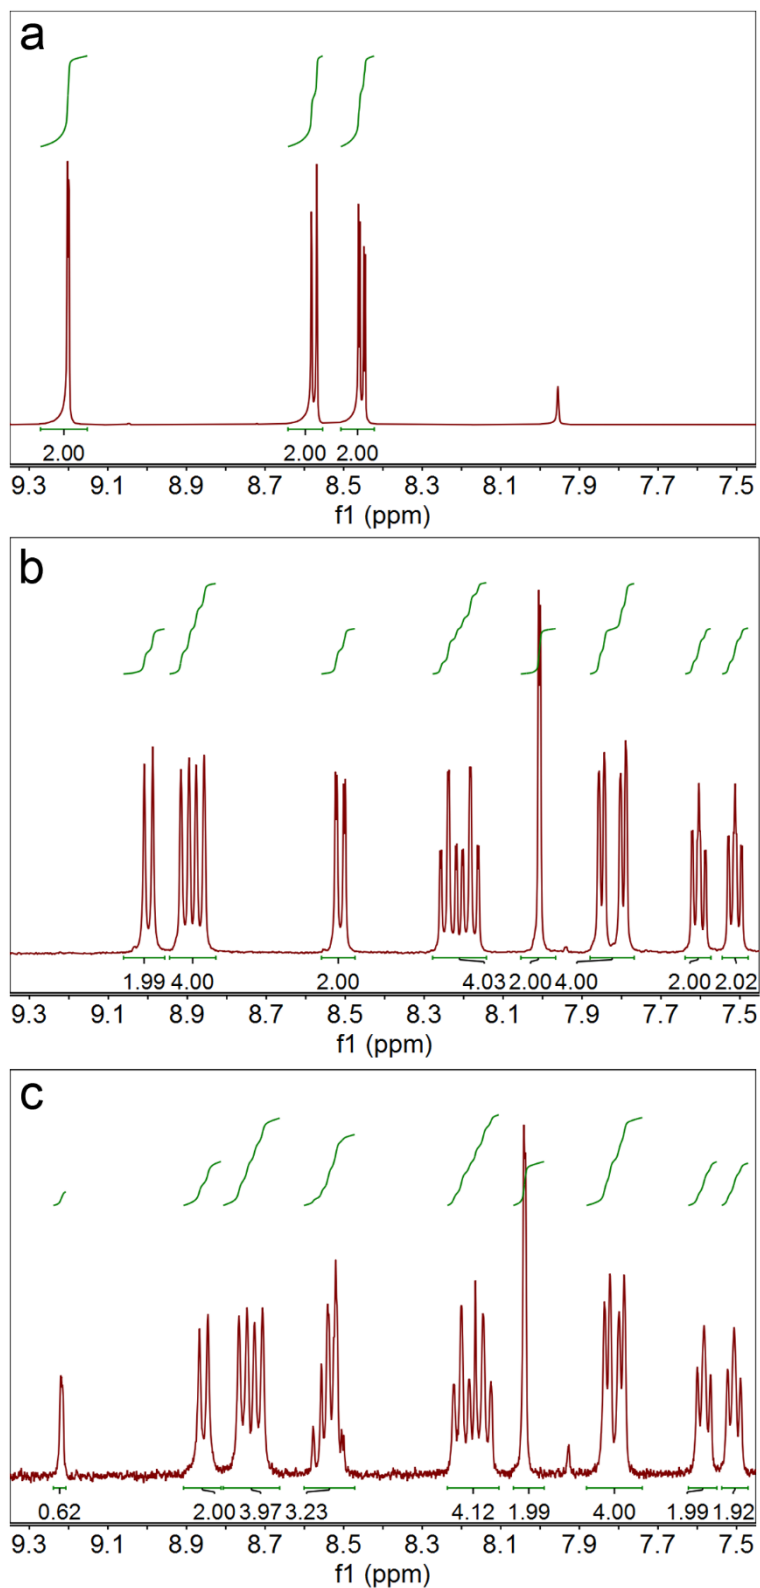 a
2.00 2.00 2.00
9.3 9.1 8.9 8.7 8.5 8.3 8.1 7.9 7.7 7.5
f1 (ppm)
b
1.99 4.00 2.00 4.03 2.00 4.00 2.00 2.02
9.3 9.1 8.9 8.7 8.5 8.3 8.1 7.9 7.7 7.5
f1 (ppm)
c
0.62 2.00 3.97 3.23 4.12 1.99 4.00 1.99 1.92
9.3 9.1 8.9 8.7 8.5 8.3 8.1 7.9 7.7 7.5
f1 (ppm)